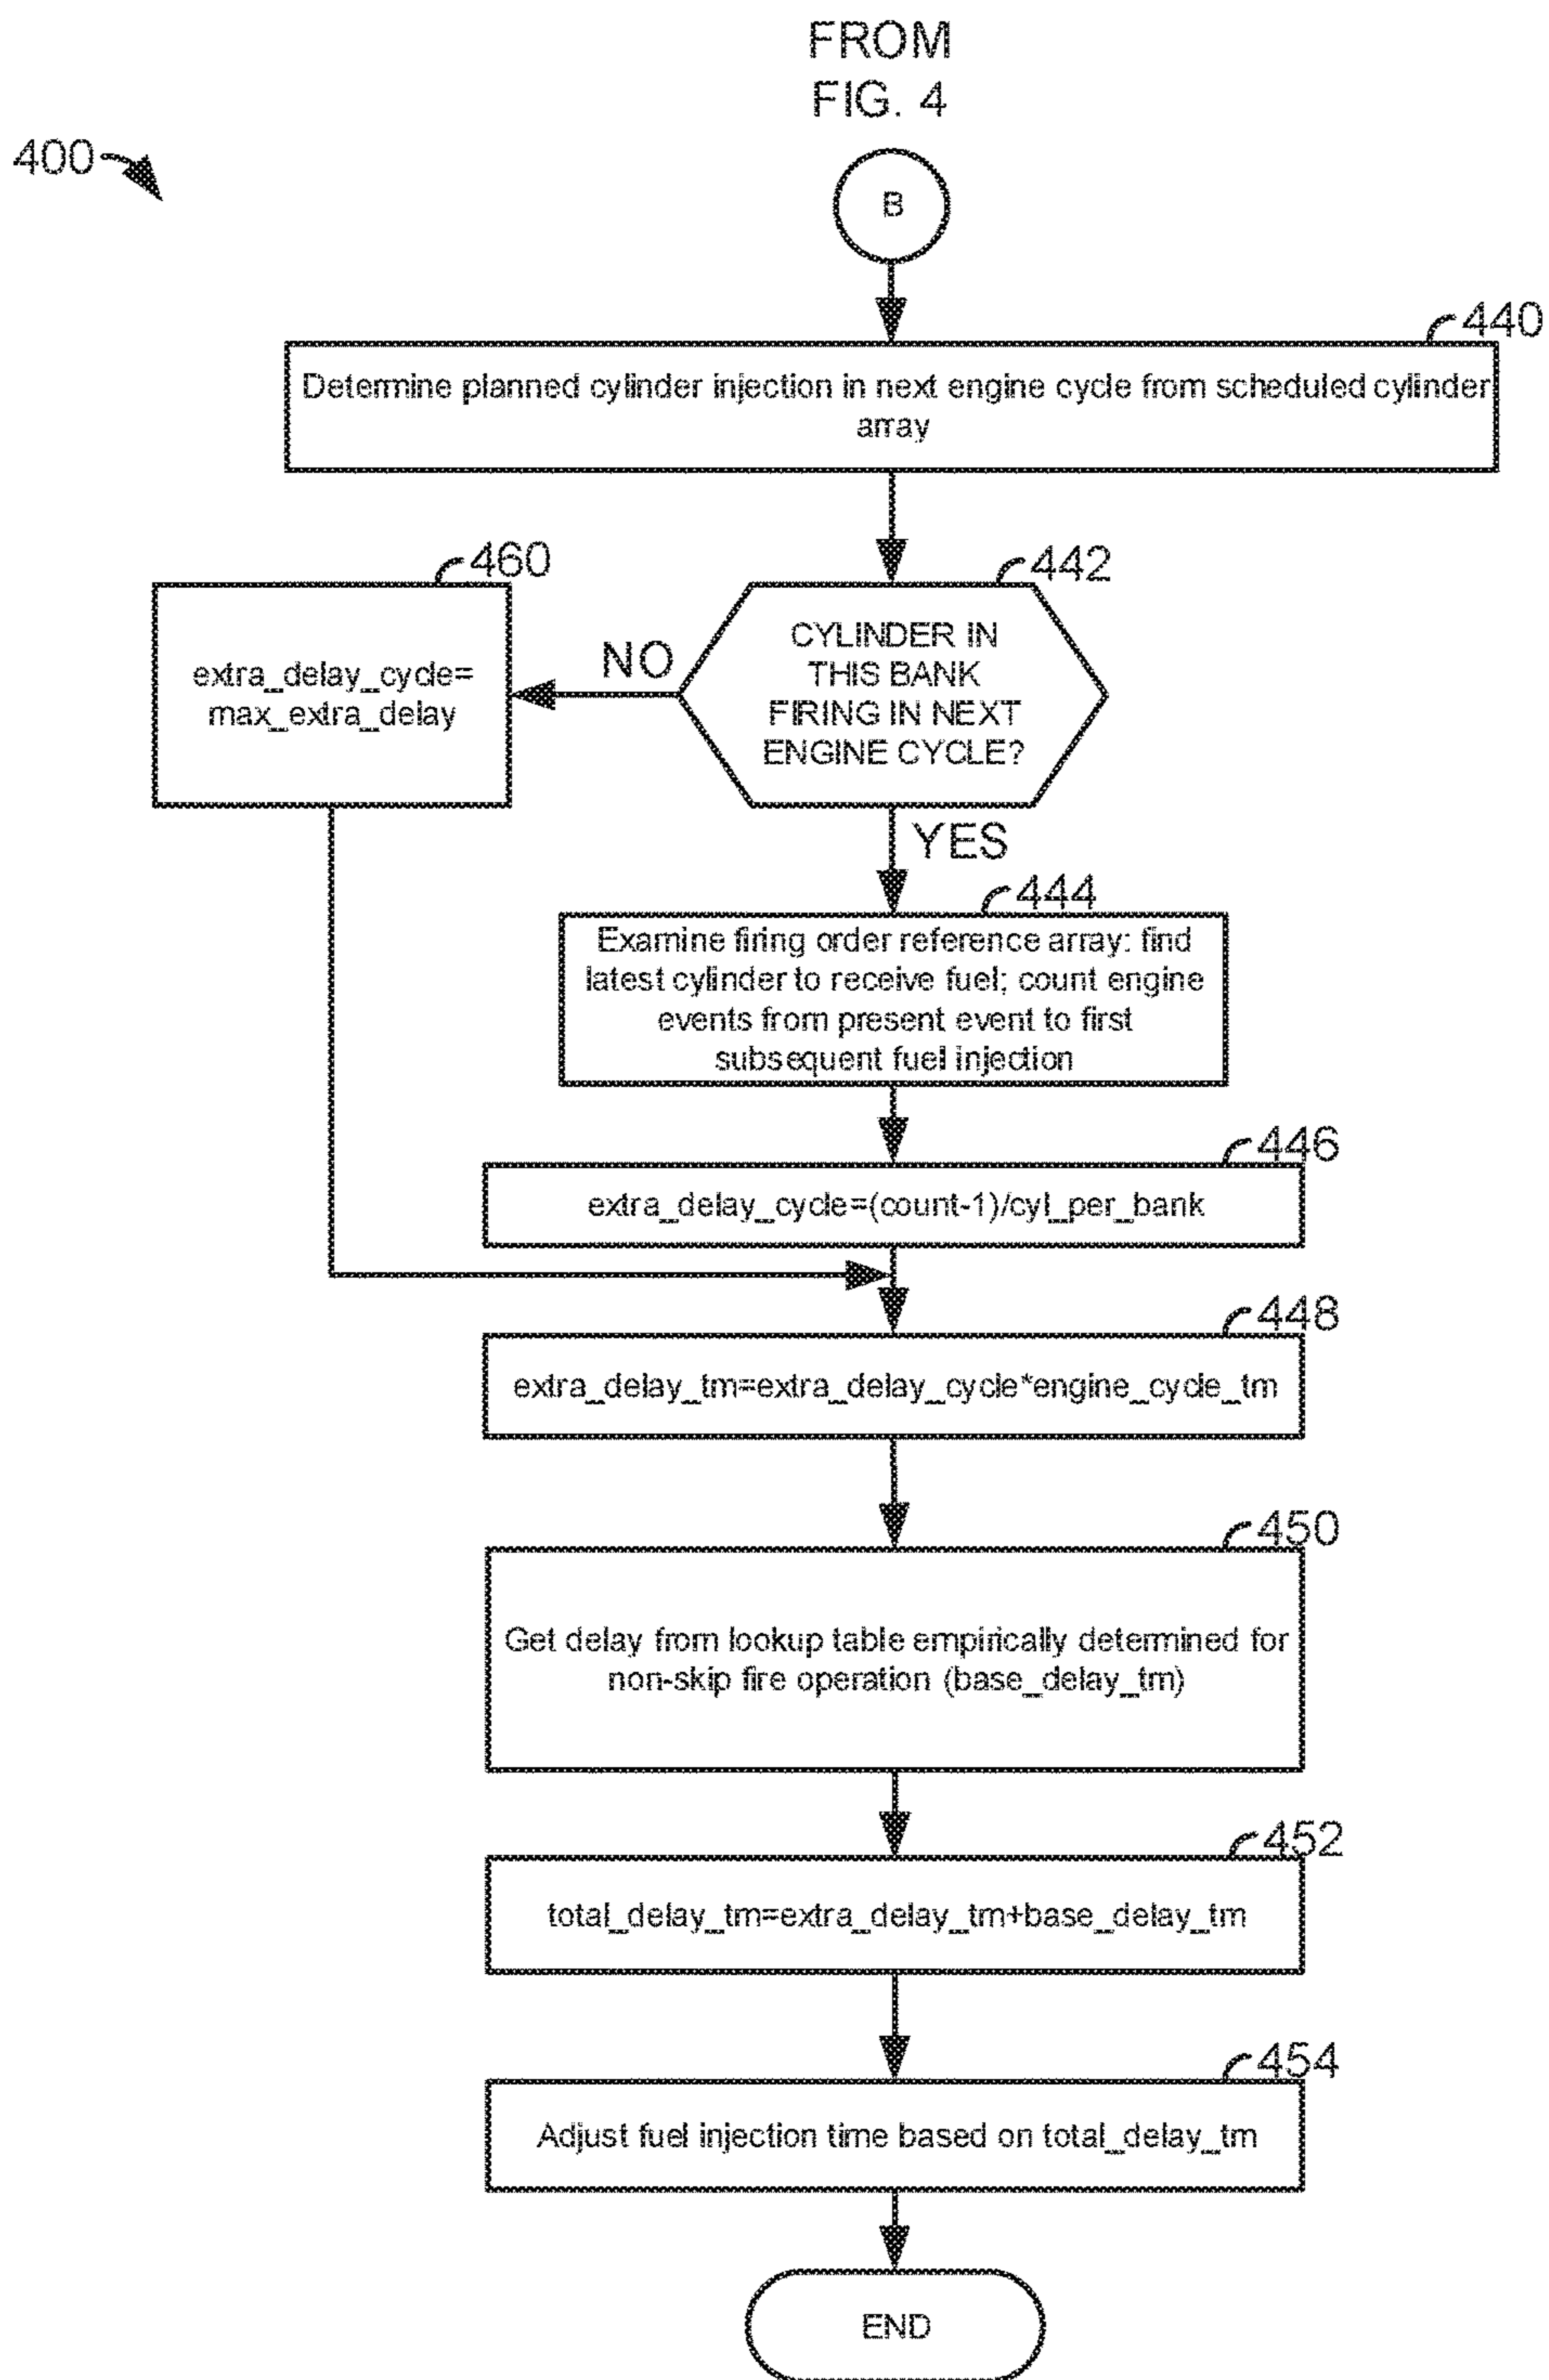 FROM
FIG. 4
400
B
440
Determine planned cylinder injection in next engine cycle from scheduled cylinder
array
460
442
extra_delay_cycle=
max_extra_delay
NO
CYLINDER IN
THIS BANK
FIRING IN NEXT
ENGINE CYCLE?
YES
444
Examine firing order reference array: find
latest cylinder to receive fuel; count engine
events from present event to first
subsequent fuel injection
446
extra_delay_cycle=(count-1)/cyl_per_bank
448
extra_delay_tm=extra_delay_cycle*engine_cycle_tm
450
Get delay from lookup table empirically determined for
non-skip fire operation (base_delay_tm)
452
total_delay_tm=extra_delay_tm+base_delay_tm
454
Adjust fuel injection time based on total_delay_tm
END